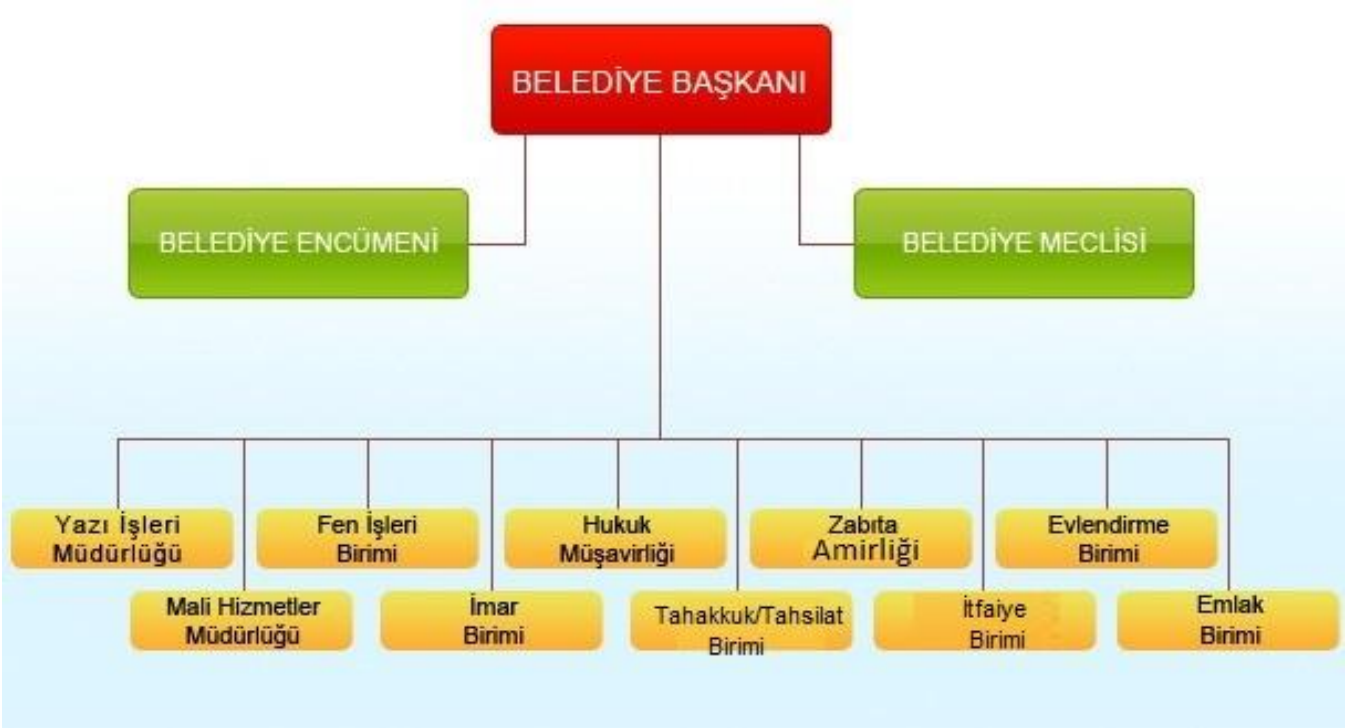 BELEDİYE BAŞKANI
BELEDİYE ENCÜMENİ
BELEDİYE MECLİSİ
Yazı İşleri
Müdürlüğü
Fen İşleri
Birimi
Hukuk
Müşavirliği
Zabıta
Amirliği
Evlendirme
Birimi
Mali Hizmetler
Müdürlüğü
İmar
Birimi
Tahakkuk/Tahsilat
Birimi
İtfaiye
Birimi
Emlak
Birimi